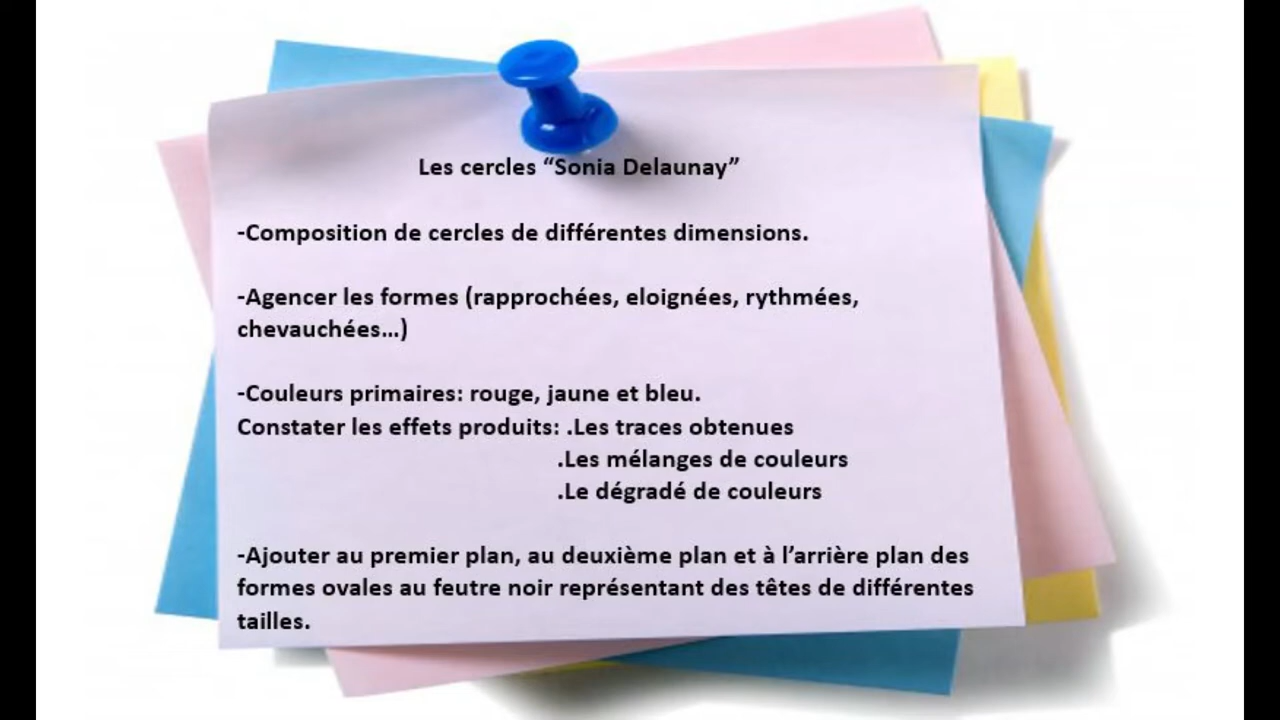 Les cercles “Sonia Delaunay”
-Composition de cercles de différentes dimensions.
-Agencer les formes (rapprochées, eloignées, rythmées,
chevauchées...)
-Couleurs primaires: rouge, jaune et bleu.
Constater les effets produits: .Les traces obtenues
.Les mélanges de couleurs
.Le dégradé de couleurs
-Ajouter au premier plan, au deuxième plan et à l’arrière plan des
formes ovales au feutre noir représentant des têtes de différentes
tailles.